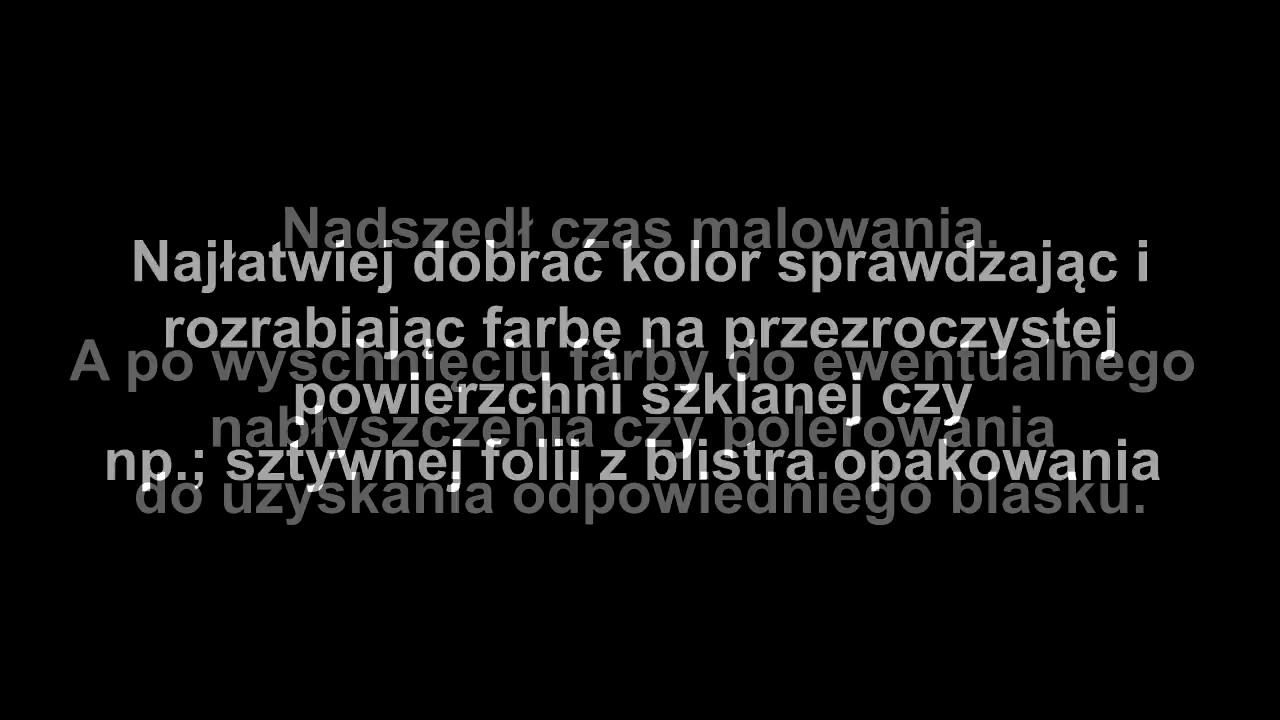 Nadszedł czas malowania.
Najłatwiej dobrać kolor sprawdzając i
rozrabiając farbę na przezroczystej
A po wyschnięciu farby do ewentualnego
powierzchni szklanej czy
nabłyszczenia czy polerowania
np.; sztywnej folii z blistra opakowania
do uzyskania odpowiedniego blasku.